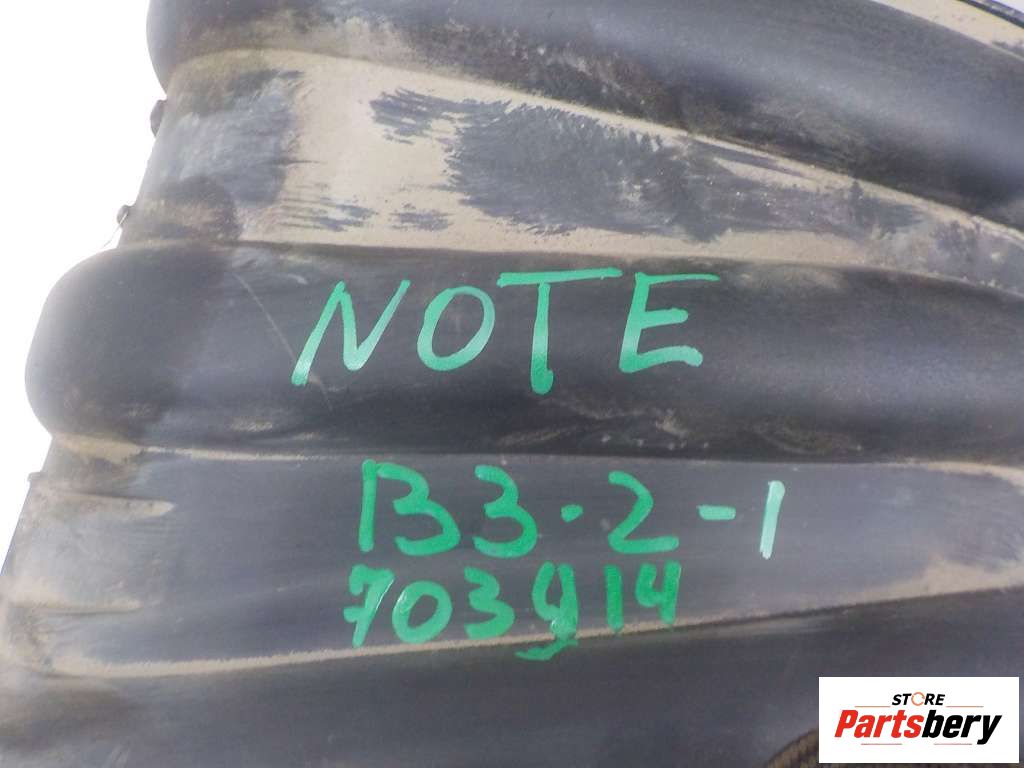 NOTE
B3.2-1
703914
STORE
Partsbery